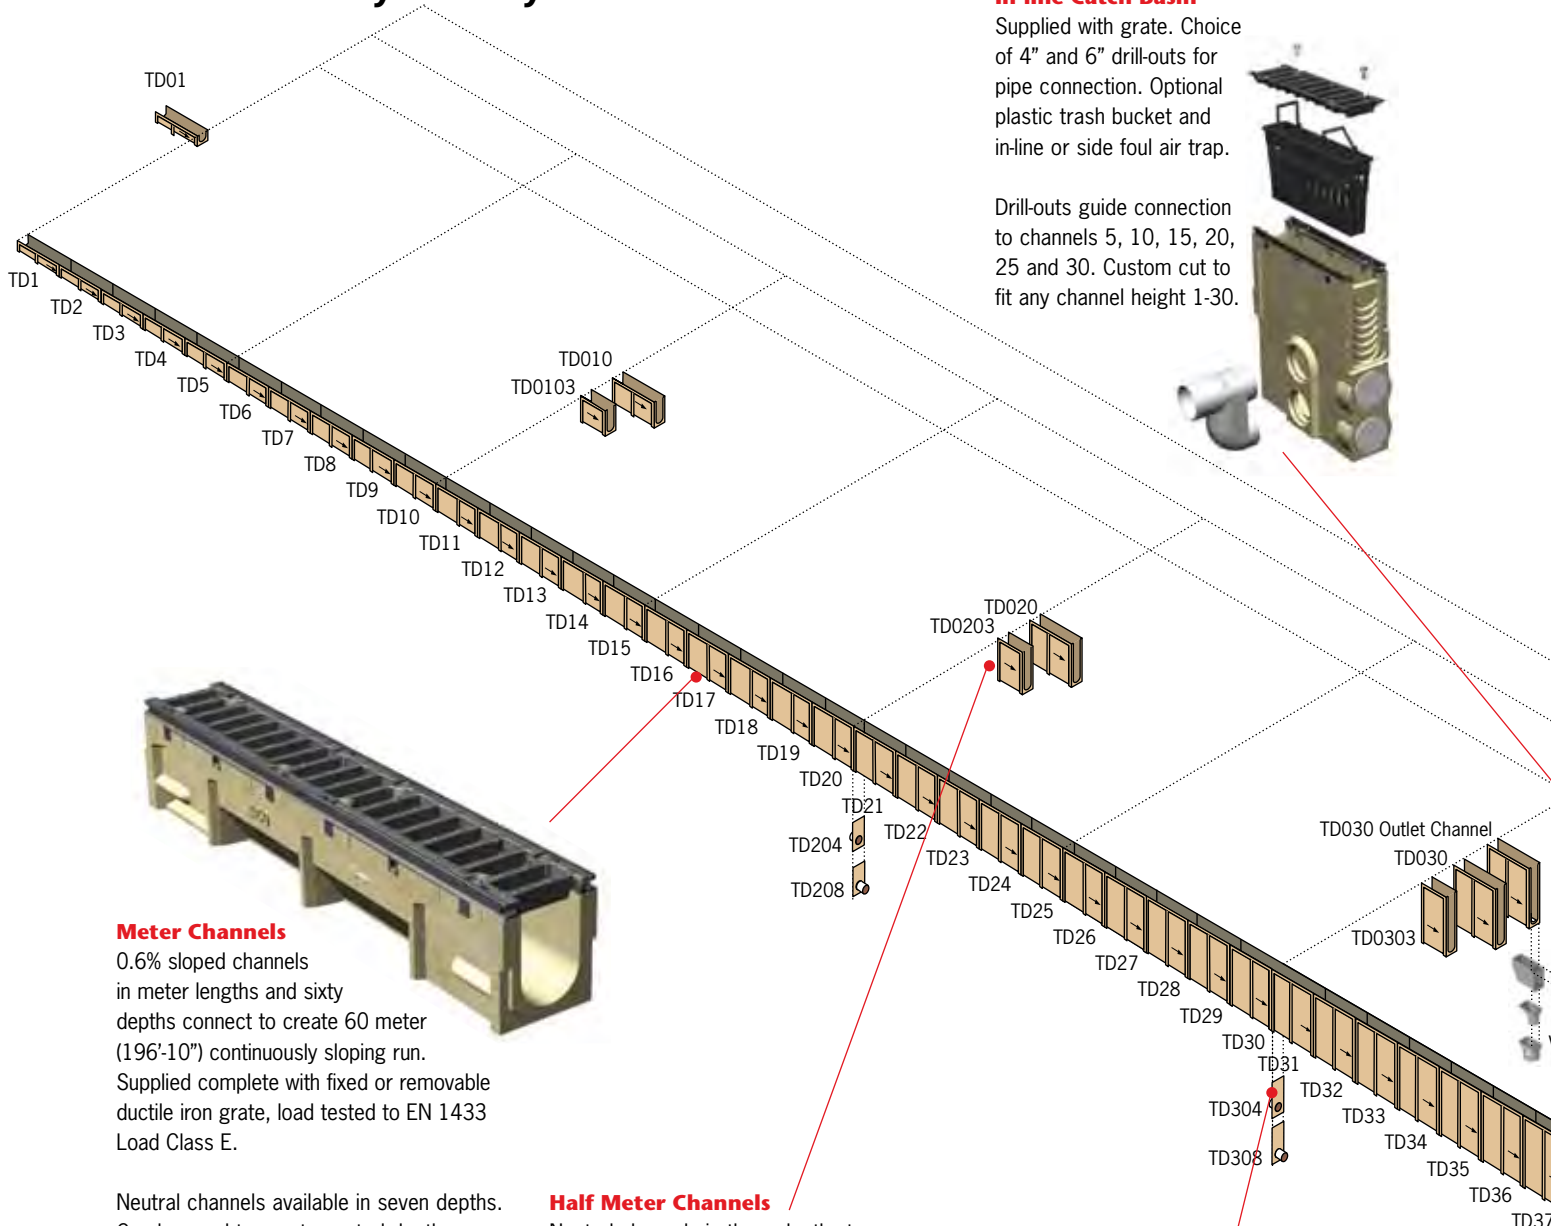 Supplied with grate. Choice
of 4” and 6” drill-outs for
pipe connection. Optional
plastic trash bucket and
in-line or side foul air trap.
Drill-outs guide connection
to channels 5, 10, 15, 20,
25 and 30. Custom cut to
fit any channel height 1-30.
TD01
TD1
TD2
TD3
TD4
TD5
TD6
TD7
TD8
TD9
TD10
TD11
TD12
TD13
TD14
TD15
TD16
TD17
TD18
TD19
TD20
TD21
TD22
TD23
TD24
TD25
TD26
TD27
TD28
TD29
TD30
TD31
TD32
TD33
TD34
TD35
TD36
TD37
TD010
TD0103
TD020
TD0203
TD204
TD208
TD030 Outlet Channel
TD030
TD0303
TD304
TD308
Meter Channels
0.6% sloped channels
in meter lengths and sixty
depths connect to create 60 meter
(196’-10”) continuously sloping run.
Supplied complete with fixed or removable
ductile iron grate, load tested to EN 1433
Load Class E.
Neutral channels available in seven depths.
Half Meter Channels